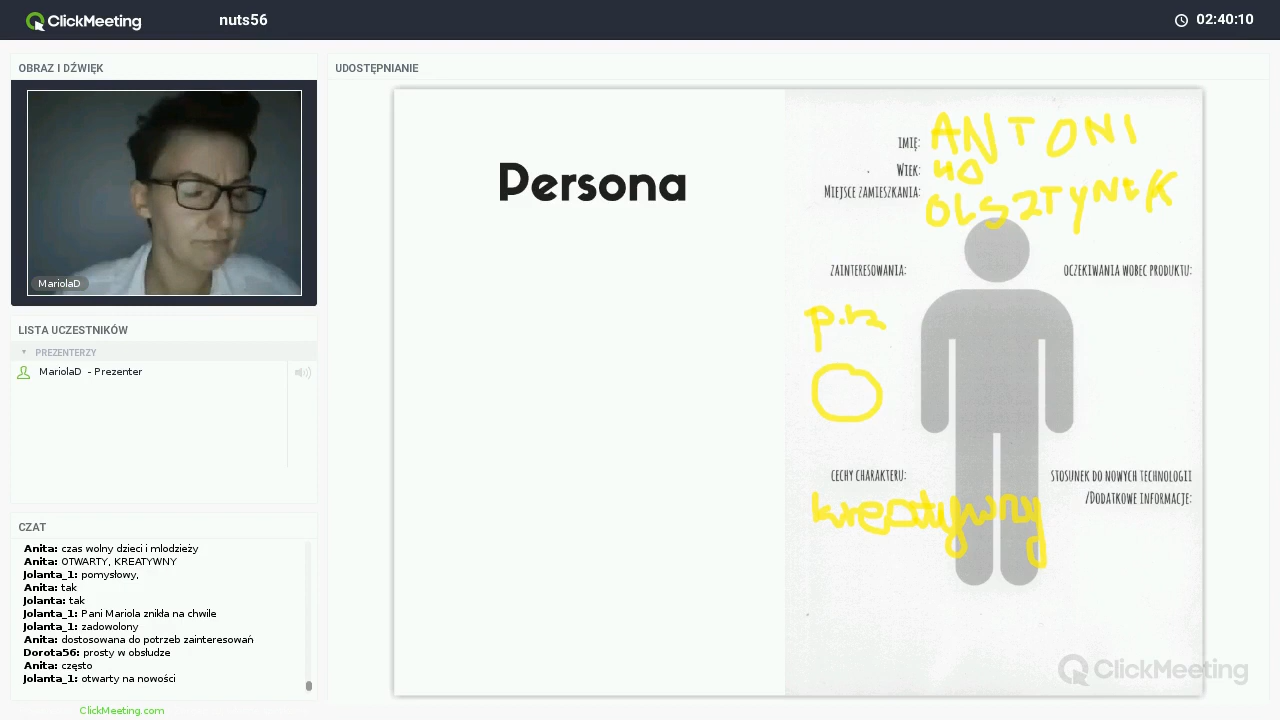 ClickMeeting
nuts56
02:40:10
OBRAZ I DŹWIĘK
MariolaD
LISTA UCZESTNIKÓW
PREZENTERZY
MariolaD - Prezenter
CZAT
Anita: czas wolny dzieci i mlodzieży
Anita: OTWARTY, KREATYWNY
Jolanta_1: pomysłowy,
Anita: tak
Jolanta: tak
Jolanta_1: Pani Mariola znikła na chwile
Jolanta_1: zadowolony
Anita: dostosowana do potrzeb zainteresowań
Dorota56: prosty w obsłudze
Anita: często
Jolanta_1: otwarty na nowości
ClickMeeting.com
UDOSTĘPNIANIE
Persona
IMIĘ: ANTONI
WIEK: 40
MIEJSCE ZAMIESZKANIA: OLSZTYNEK
ZAINTERESOWANIA:
OCZEKIWANIA WOBEC PRODUKTU:
CECHY CHARAKTERU:
kreatywny
STOSUNEK DO NOWYCH TECHNOLOGII
/DODATKOWE INFORMACJE:
ClickMeeting